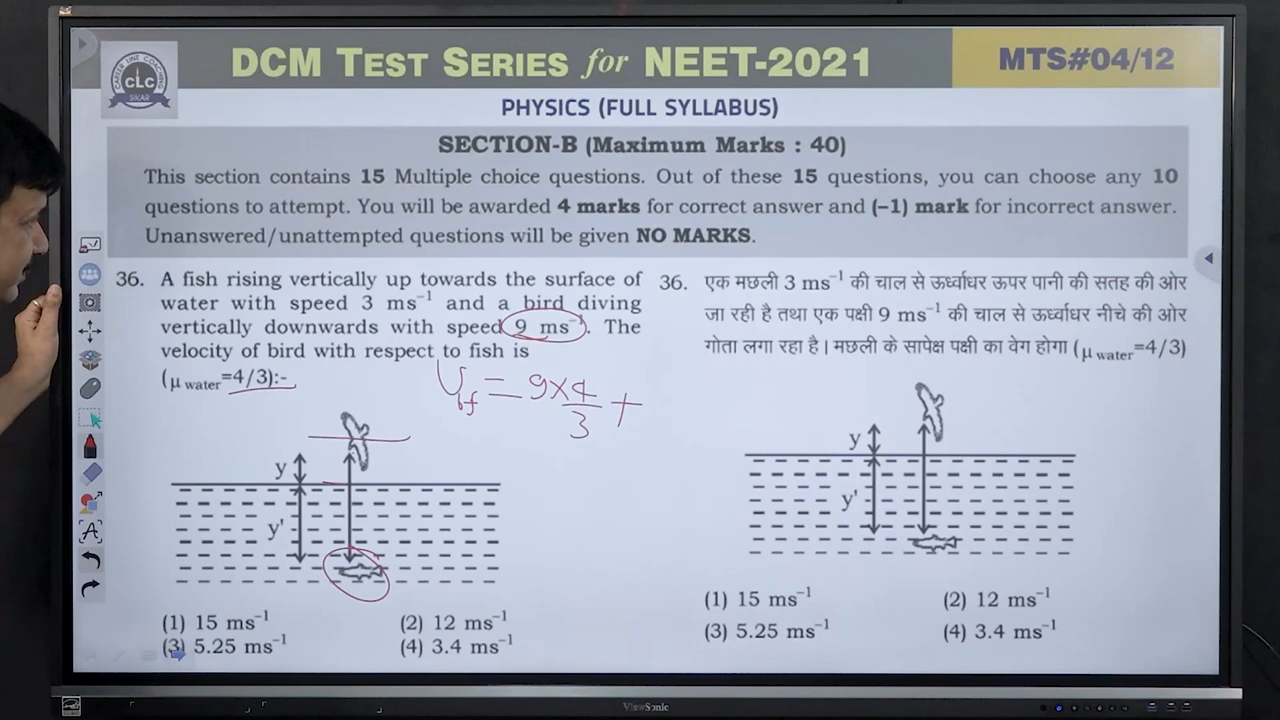 DCM TEST SERIES for NEET-2021
MTS#04/12
CAREER LINE COACHING
CLC
SIKAR
PHYSICS (FULL SYLLABUS)
SECTION-B (Maximum Marks : 40)
This section contains 15 Multiple choice questions. Out of these 15 questions, you can choose any 10
questions to attempt. You will be awarded 4 marks for correct answer and (−1) mark for incorrect answer.
Unanswered/unattempted questions will be given NO MARKS.
36. A fish rising vertically up towards the surface of
water with speed 3 ms⁻¹ and a bird diving
vertically downwards with speed 9 ms⁻¹. The
velocity of bird with respect to fish is
(μ water=4/3):-
U bf = 9×4/3 +
y
y'
(1) 15 ms⁻¹ (2) 12 ms⁻¹
(3) 5.25 ms⁻¹ (4) 3.4 ms⁻¹
36. एक मछली 3 ms⁻¹ की चाल से ऊर्ध्वाधर ऊपर पानी की सतह की ओर
जा रही है तथा एक पक्षी 9 ms⁻¹ की चाल से ऊर्ध्वाधर नीचे की ओर
गोता लगा रहा है। मछली के सापेक्ष पक्षी का वेग होगा (μ water=4/3)
y
y'
(1) 15 ms⁻¹ (2) 12 ms⁻¹
(3) 5.25 ms⁻¹ (4) 3.4 ms⁻¹
ViewSonic